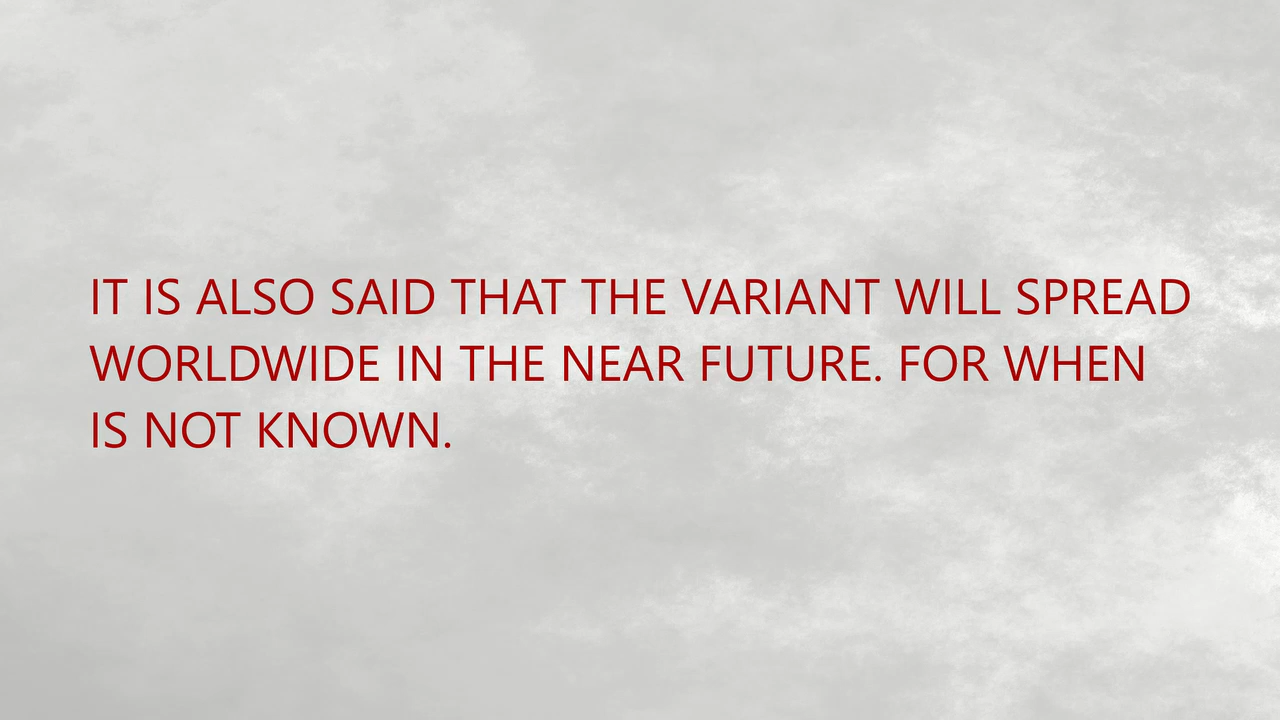 IT IS ALSO SAID THAT THE VARIANT WILL SPREAD
WORLDWIDE IN THE NEAR FUTURE. FOR WHEN
IS NOT KNOWN.